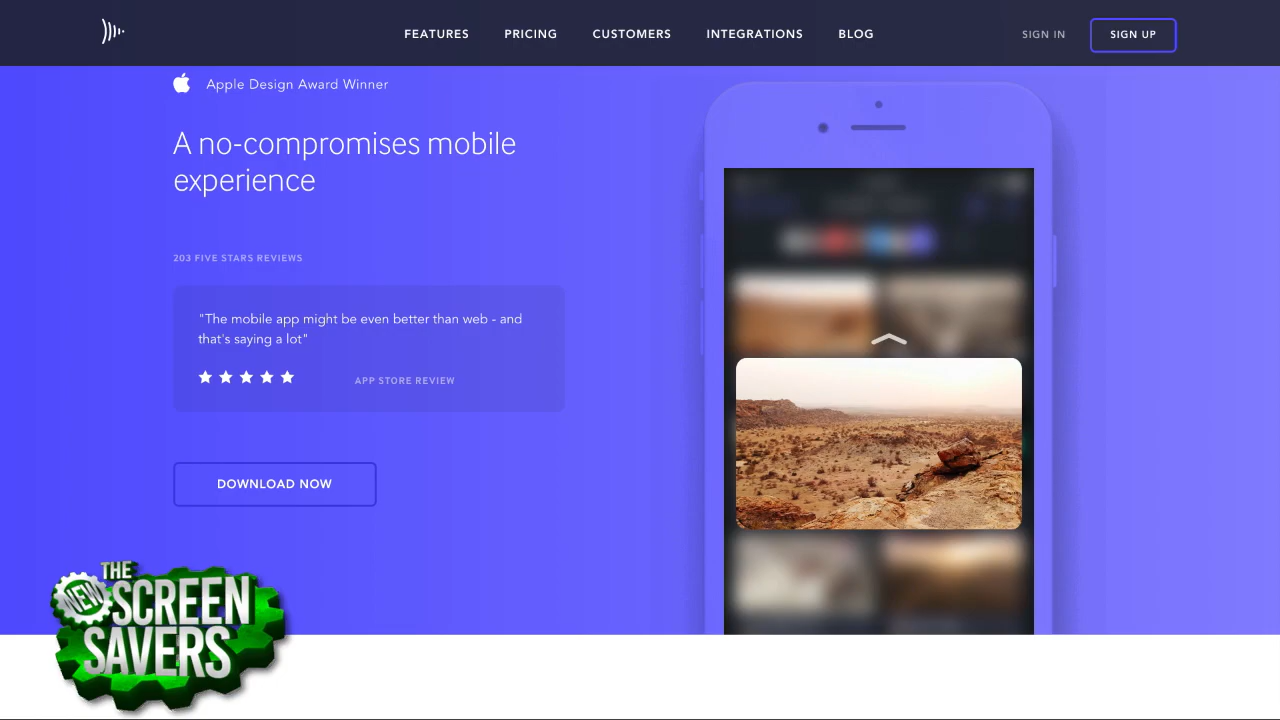 FEATURES PRICING CUSTOMERS INTEGRATIONS BLOG SIGN IN SIGN UP
Apple Design Award Winner
A no-compromises mobile
experience
203 FIVE STARS REVIEWS
"The mobile app might be even better than web - and
that's saying a lot"
APP STORE REVIEW
DOWNLOAD NOW
THE
NEW SCREEN
SAVERS